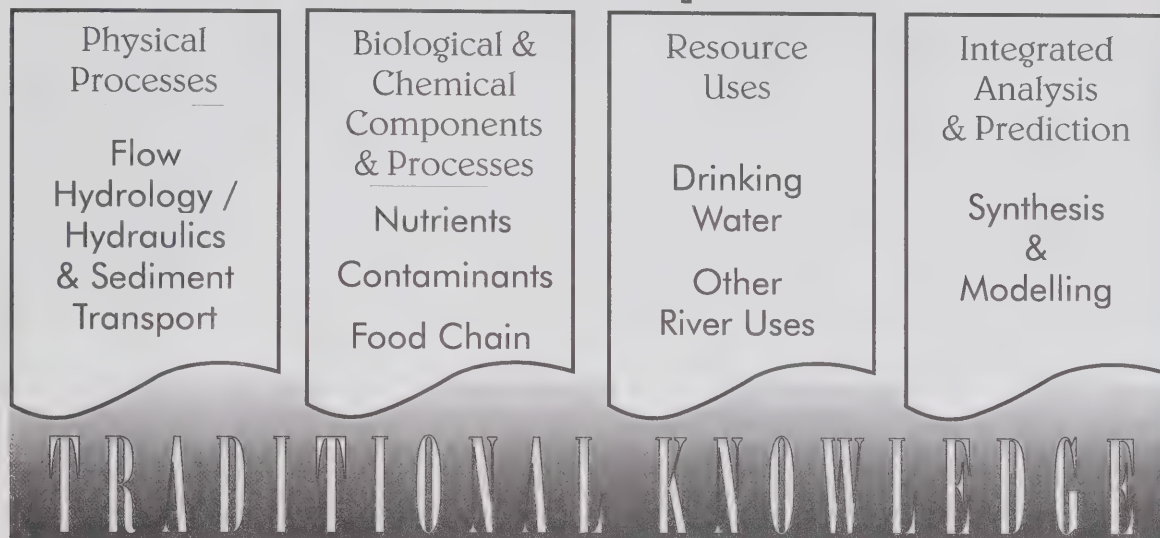 Physical
Processes
Flow
Hydrology /
Hydraulics
& Sediment
Transport
Biological &
Chemical
Components
& Processes
Nutrients
Contaminants
Food Chain
Resource
Uses
Drinking
Water
Other
River Uses
Integrated
Analysis
& Prediction
Synthesis
&
Modelling
TRADITIONAL KNOWLEDGE